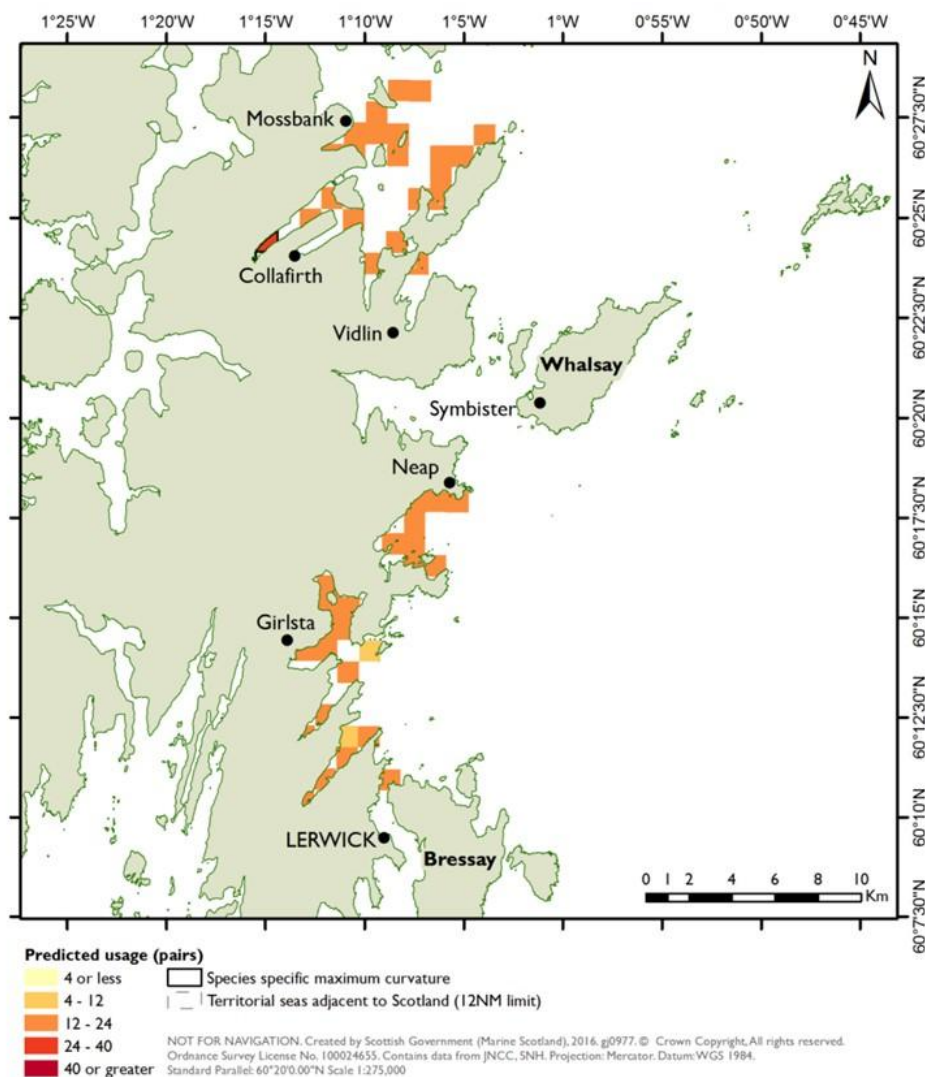 1°25'W 1°20'W 1°15'W 1°10'W 1°5'W 1°0'W 0°55'W 0°50'W 0°45'W
N
60°27'30"N
Mossbank
60°25'N
Collafirth
60°22'30"N
Vidlin
Whalsay
Symbister
60°20'N
Neap
60°17'30"N
60°15'N
Girlsta
60°12'30"N
60°10'N
LERWICK
Bressay
0 1 2 4 6 8 10
Km
60°7'30"N
Predicted usage (pairs)
4 or less
4 - 12
12 - 24
24 - 40
40 or greater
Species specific maximum curvature
Territorial seas adjacent to Scotland (12NM limit)
NOT FOR NAVIGATION. Created by Scottish Government (Marine Scotland), 2016. gj0977. © Crown Copyright, All rights reserved.
Ordnance Survey License No. 100024655. Contains data from JNCC, SNH. Projection: Mercator. Datum: WGS 1984.
Standard Parallel: 60°20'0.00"N Scale 1:275,000